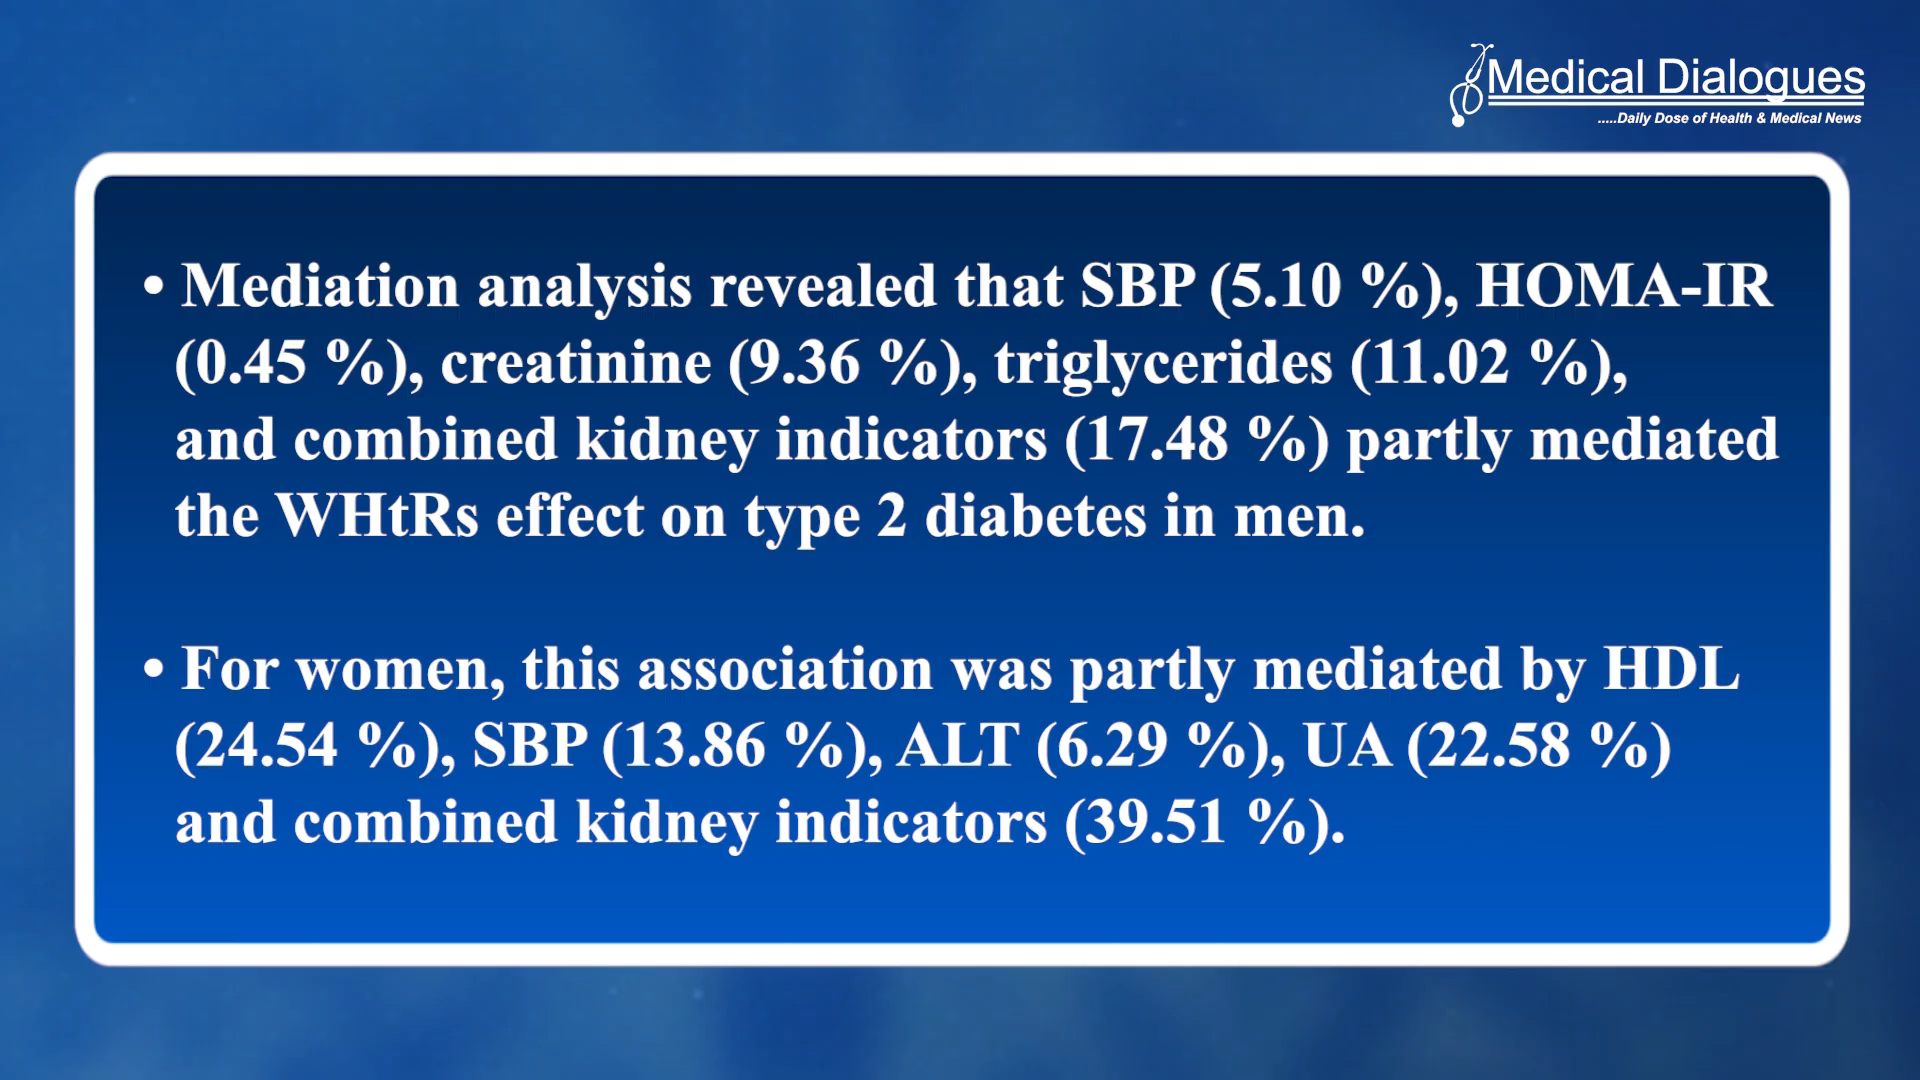 Medical Dialogues
.....Daily Dose of Health & Medical News
• Mediation analysis revealed that SBP (5.10 %), HOMA-IR
(0.45 %), creatinine (9.36 %), triglycerides (11.02 %),
and combined kidney indicators (17.48 %) partly mediated
the WHtRs effect on type 2 diabetes in men.
• For women, this association was partly mediated by HDL
(24.54 %), SBP (13.86 %), ALT (6.29 %), UA (22.58 %)
and combined kidney indicators (39.51 %).